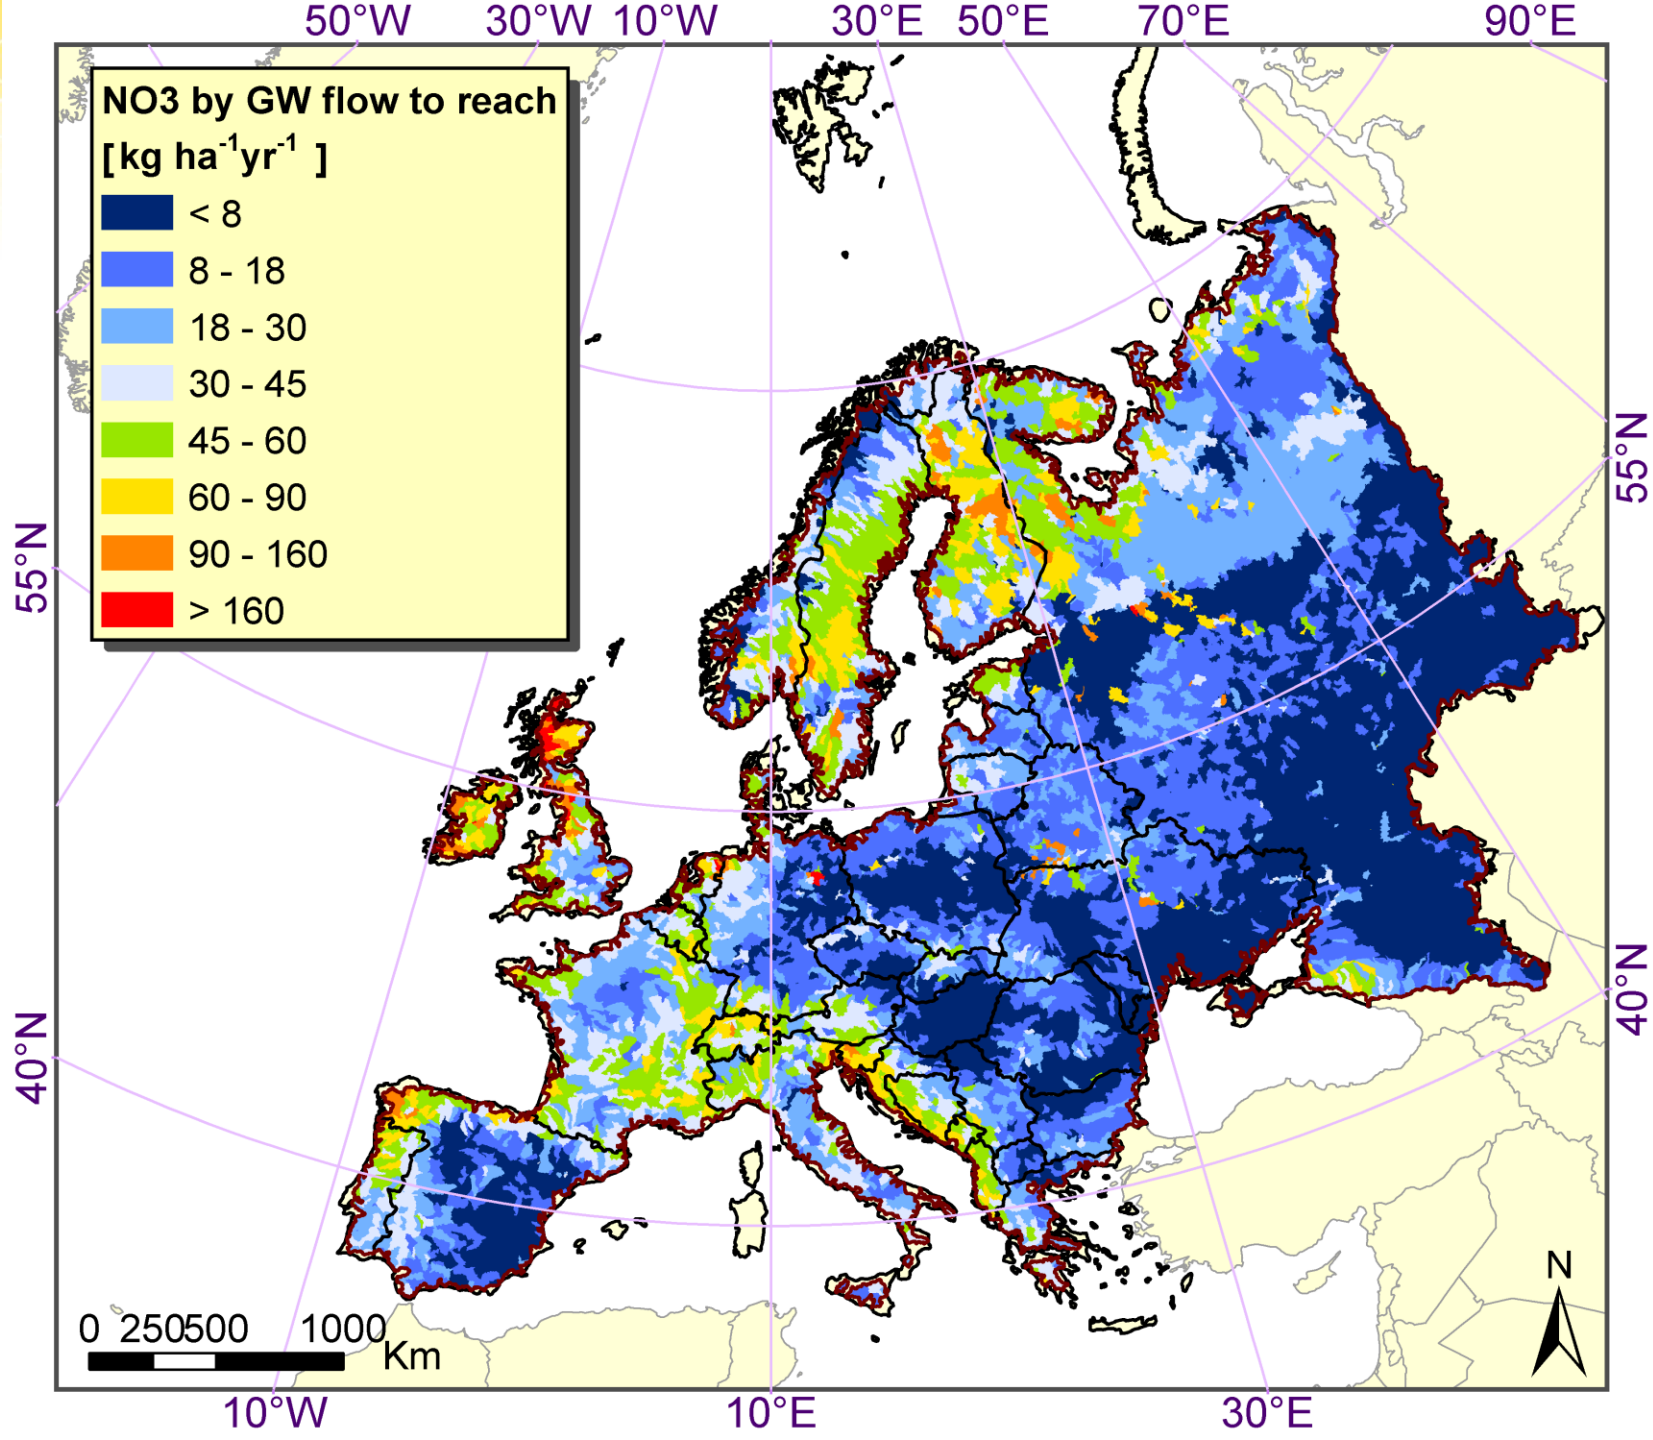 50°W 30°W 10°W 30°E 50°E 70°E 90°E
NO3 by GW flow to reach
[kg ha-1yr-1 ]
< 8
8 - 18
18 - 30
30 - 45
45 - 60
60 - 90
90 - 160
> 160
55°N
55°N
40°N
40°N
N
0 250 500 1000
Km
10°W 10°E 30°E